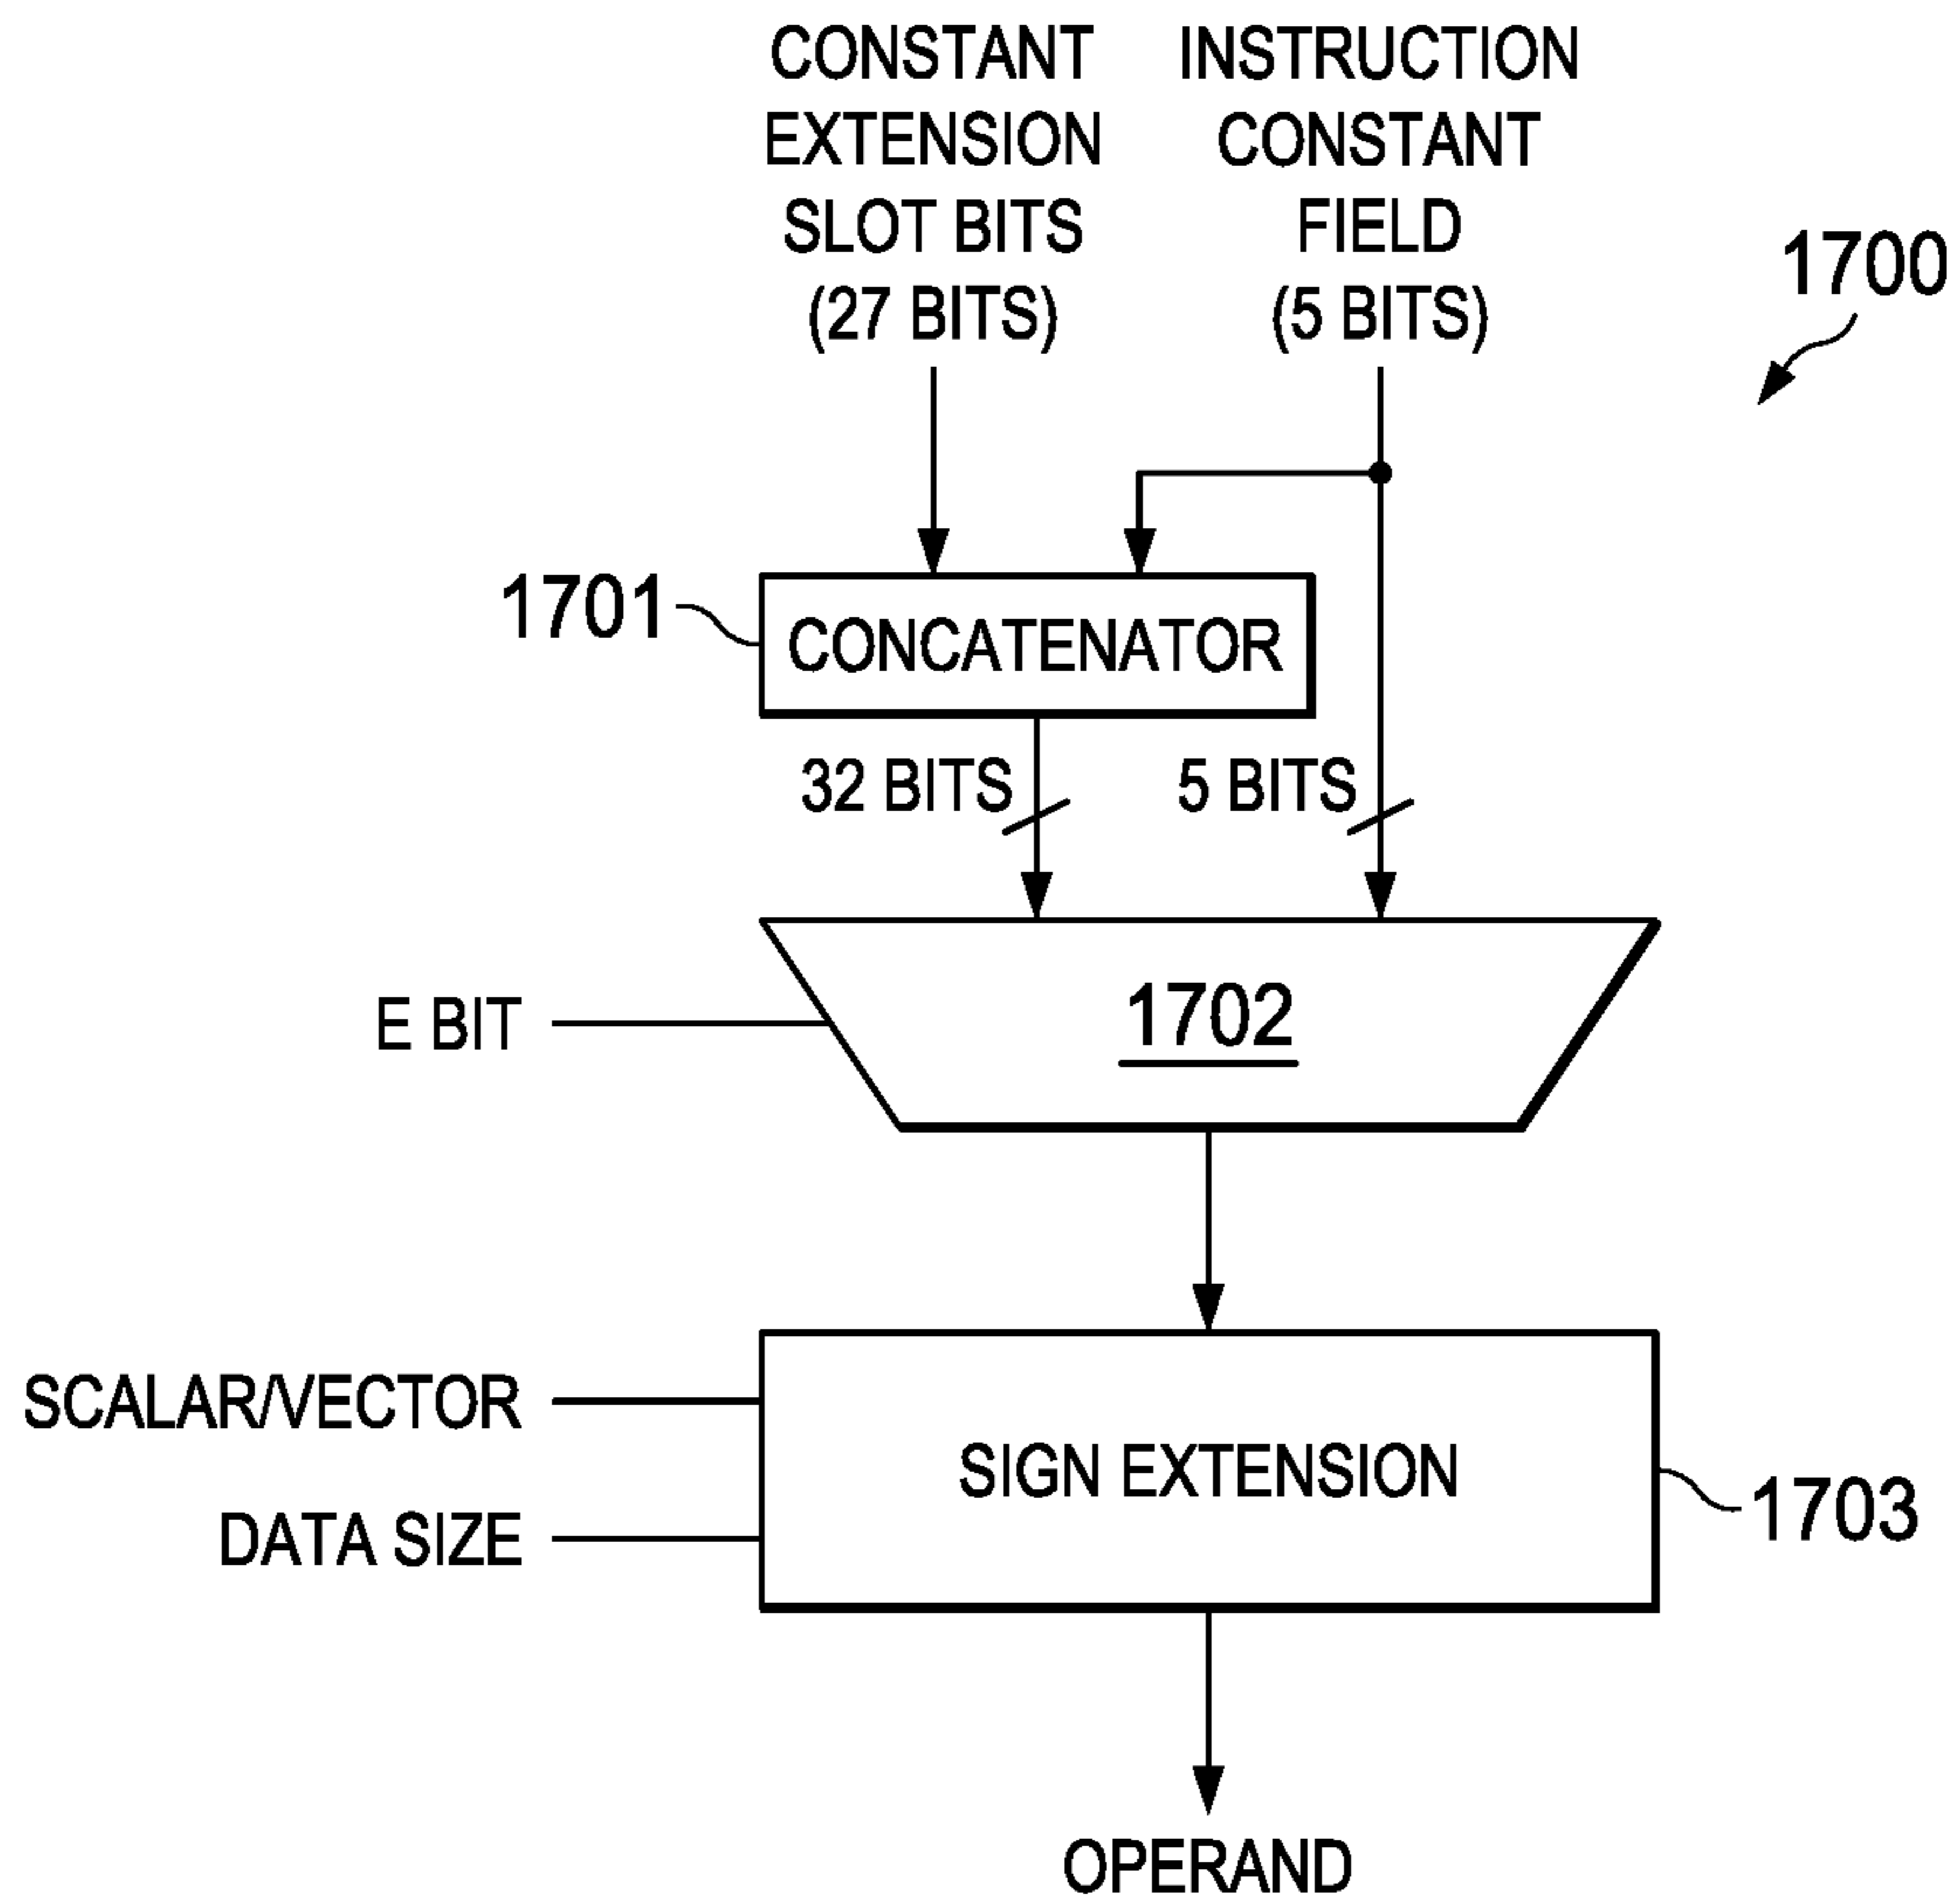 CONSTANT
EXTENSION
SLOT BITS
(27 BITS)
INSTRUCTION
CONSTANT
FIELD
(5 BITS)
1700
1701
CONCATENATOR
32 BITS
5 BITS
E BIT
1702
SCALAR/VECTOR
DATA SIZE
SIGN EXTENSION
1703
OPERAND